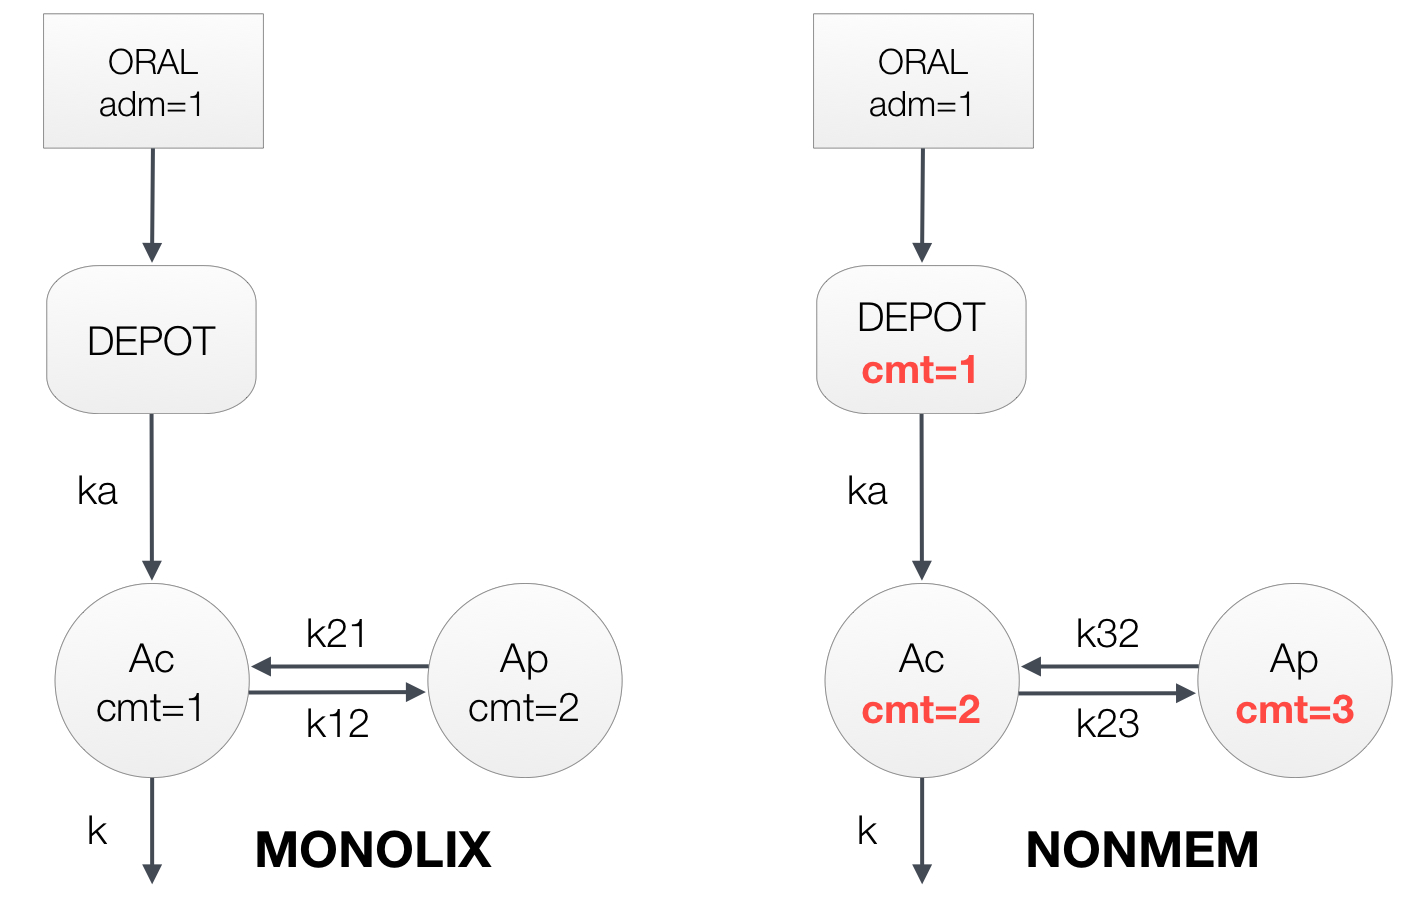 ORAL
adm=1
DEPOT
ka
Ac
cmt=1
k21
k12
Ap
cmt=2
k
MONOLIX
ORAL
adm=1
DEPOT
cmt=1
ka
Ac
cmt=2
k32
k23
Ap
cmt=3
k
NONMEM